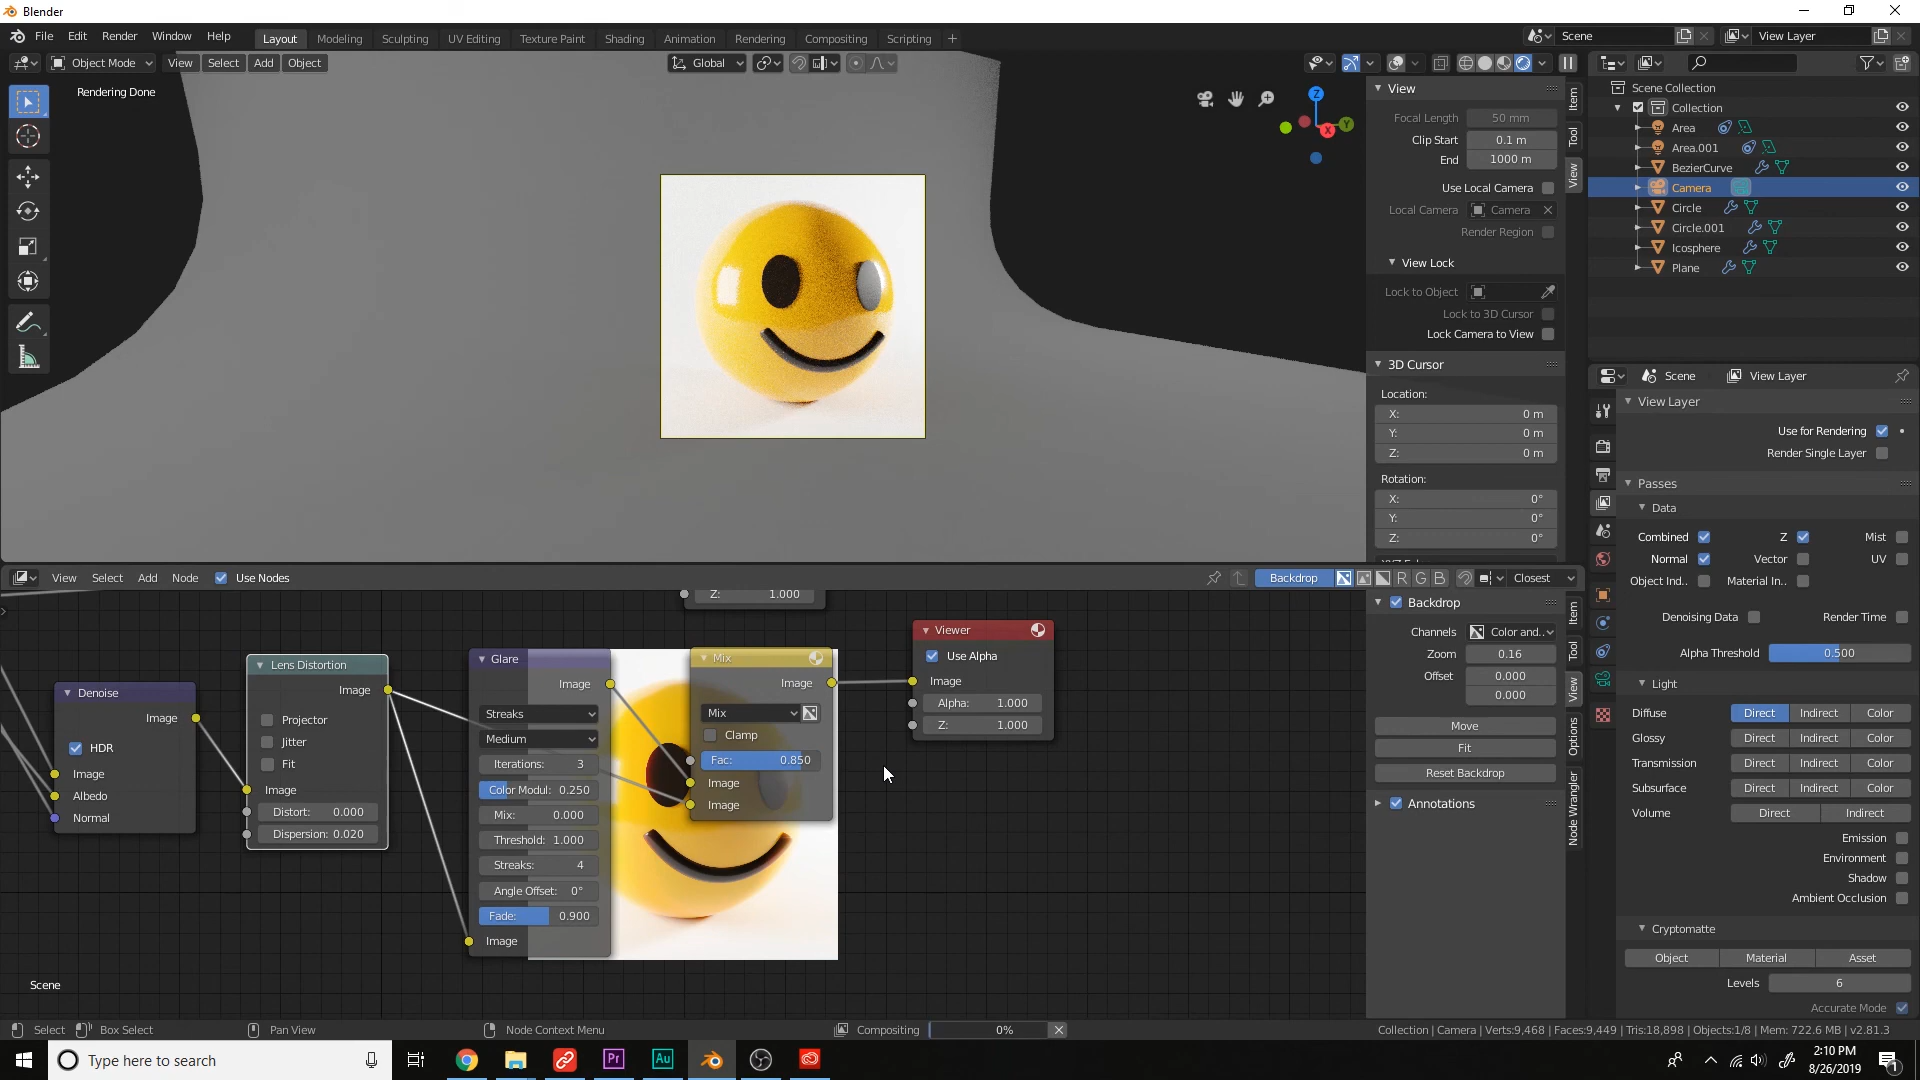 Blender
File Edit Render Window Help
Layout Modeling Sculpting UV Editing Texture Paint Shading Animation Rendering Compositing Scripting +
Scene
View Layer
Object Mode View Select Add Object
Global
Rendering Done
Z
X
Y
View
Focal Length 50 mm
Clip Start 0.1 m
End 1000 m
Use Local Camera
Local Camera Camera
Render Region
View Lock
Lock to Object
Lock to 3D Cursor
Lock Camera to View
3D Cursor
Location:
X: 0 m
Y: 0 m
Z: 0 m
Rotation:
X: 0°
Y: 0°
Z: 0°
Item
Tool
View
Scene Collection
Collection
Area
Area.001
BezierCurve
Camera
Circle
Circle.001
Icosphere
Plane
Scene View Layer
View Layer
Use for Rendering
Render Single Layer
Passes
Data
Combined Z Mist
Normal Vector UV
Object Ind.. Material In..
Denoising Data Render Time
Alpha Threshold 0.500
Light
Diffuse Direct Indirect Color
Glossy Direct Indirect Color
Transmission Direct Indirect Color
Subsurface Direct Indirect Color
Volume Direct Indirect
Emission
Environment
Shadow
Ambient Occlusion
Cryptomatte
Object Material Asset
Levels 6
Accurate Mode
View Select Add Node Use Nodes
Backdrop R G B Closest
Z: 1.000
Denoise
Image
HDR
Image
Albedo
Normal
Lens Distortion
Image
Projector
Jitter
Fit
Image
Distort: 0.000
Dispersion: 0.020
Glare
Image
Streaks
Medium
Iterations: 3
Color Modul: 0.250
Mix: 0.000
Threshold: 1.000
Streaks: 4
Angle Offset: 0°
Fade: 0.900
Image
Mix
Image
Mix
Clamp
Fac: 0.850
Image
Image
Viewer
Use Alpha
Image
Alpha: 1.000
Z: 1.000
Backdrop
Channels Color and..
Zoom 0.16
Offset 0.000
0.000
Move
Fit
Reset Backdrop
Annotations
Item
Tool
View
Options
Node Wrangler
Scene
Select Box Select Pan View Node Context Menu Compositing 0% Collection | Camera | Verts:9,468 | Faces:9,449 | Tris:18,898 | Objects:1/8 | Mem: 722.6 MB | v2.81.3
Type here to search
Pr
Au
2:10 PM
8/26/2019
1